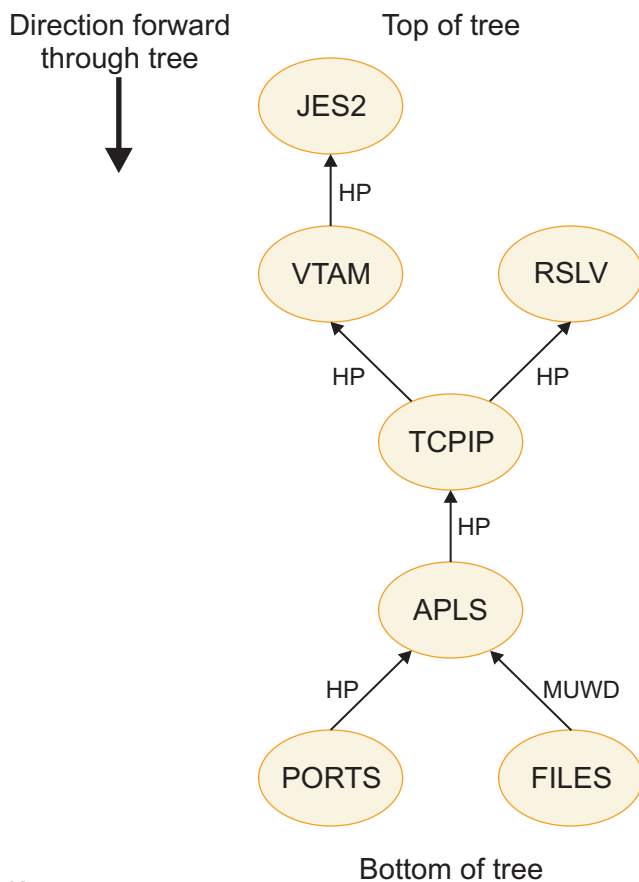 Direction forward
through tree
Top of tree
JES2
HP
VTAM
RSLV
HP
HP
TCPIP
HP
APLS
HP
MUWD
PORTS
FILES
Bottom of tree